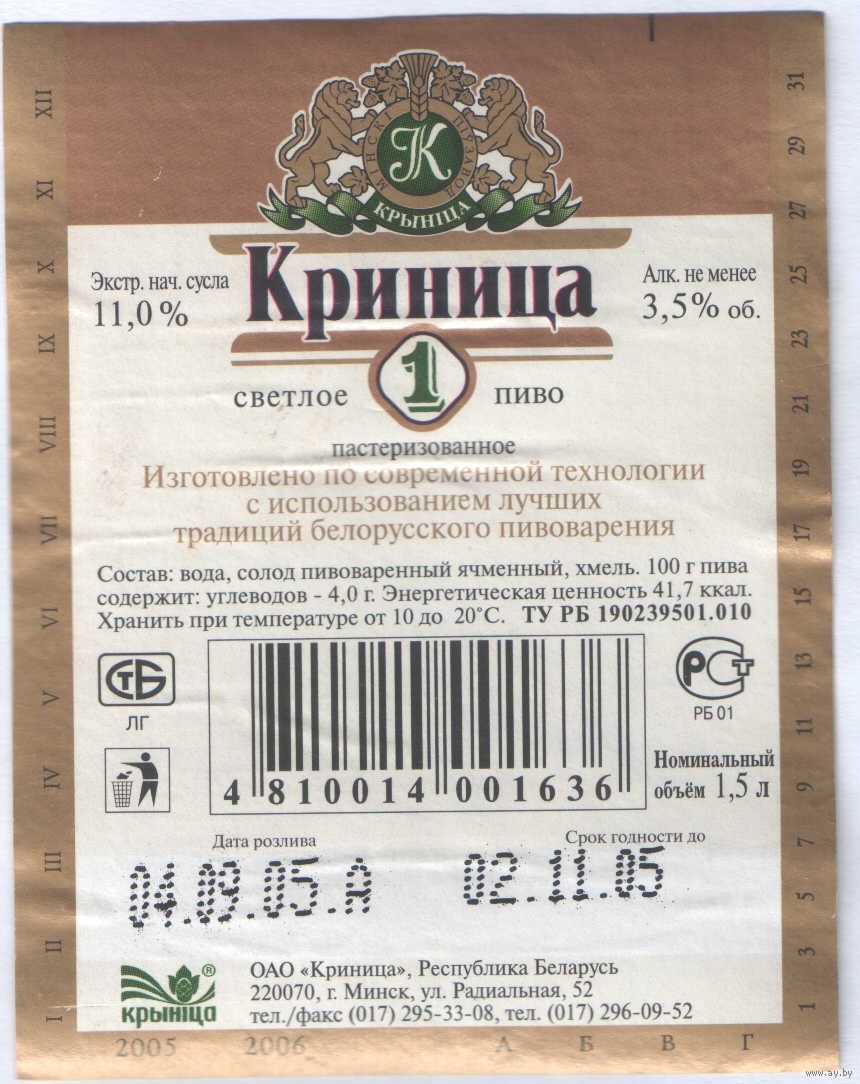 МІНСКІ ПІУЗАВОД
К
КРЫНІЦА
Криница
Экстр. нач. сусла
11,0 %
Алк. не менее
3,5% об.
светлое 1 пиво
пастеризованное
Изготовлено по современной технологии
с использованием лучших
традиций белорусского пивоварения
Состав: вода, солод пивоваренный ячменный, хмель. 100 г пива
содержит: углеводов - 4,0 г. Энергетическая ценность 41,7 ккал.
Хранить при температуре от 10 до 20˚С. ТУ РБ 190239501.010
СТБ
ЛГ
РСТ
РБ 01
4 810014 001636
Номинальный
объём 1,5 л
Дата розлива
Срок годности до
04.09.05.А
02.11.05
крыніца ®
ОАО «Криница», Республика Беларусь
220070, г. Минск, ул. Радиальная, 52
тел./факс (017) 295-33-08, тел. (017) 296-09-52
XII
XI
X
IX
VIII
VII
VI
V
IV
III
II
I
31
29
27
25
23
21
19
17
15
13
11
9
7
5
3
1
2005 2006 А Б В Г
www.ay.by